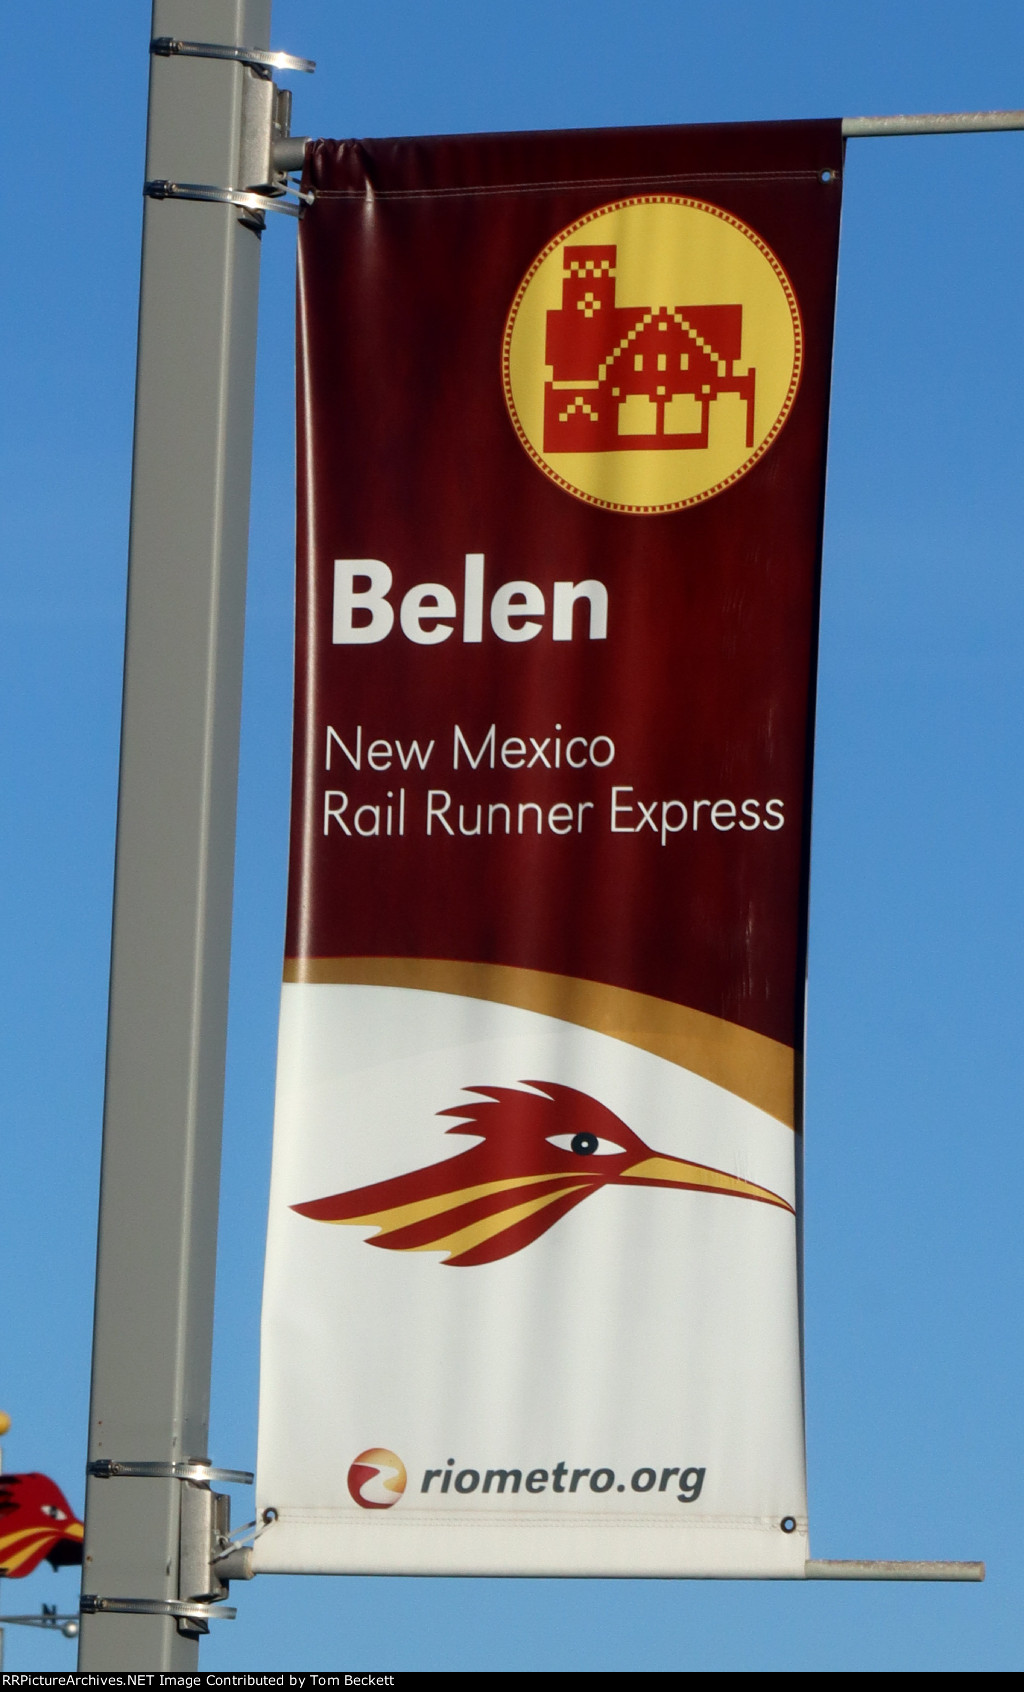 Belen
New Mexico
Rail Runner Express
riometro.org
N
RRPictureArchives.NET Image Contributed by Tom Beckett